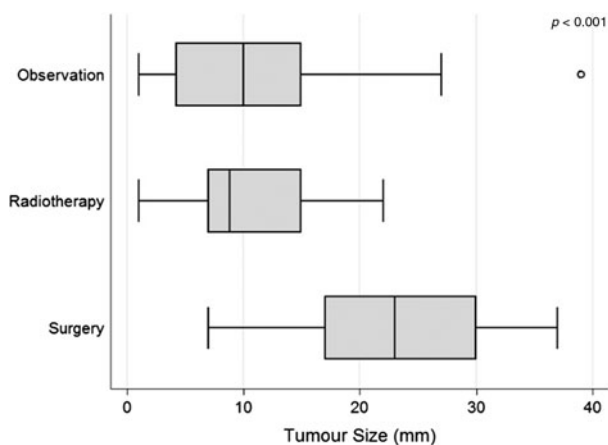 p < 0.001
Observation
Radiotherapy
Surgery
0 10 20 30 40
Tumour Size (mm)